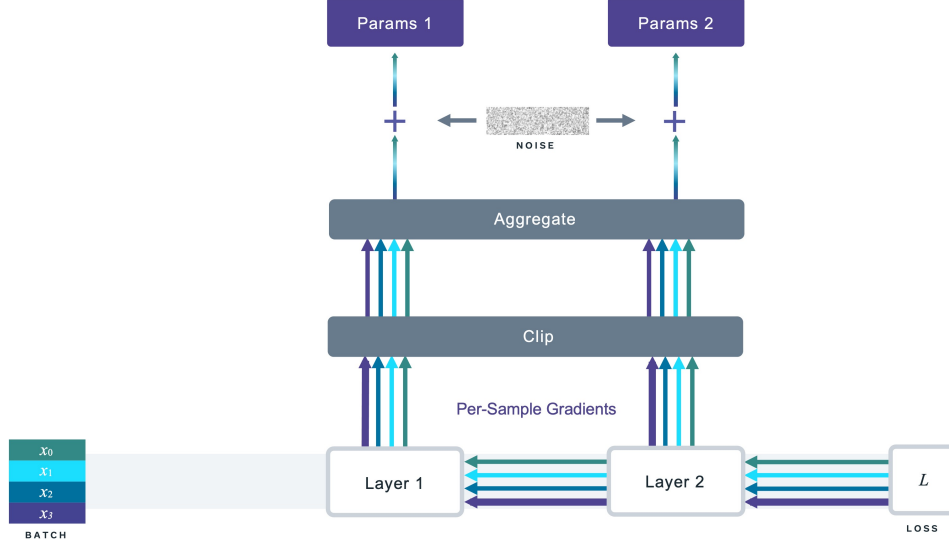 Params 1
Params 2
NOISE
Aggregate
Clip
Per-Sample Gradients
x₀
x₁
x₂
x₃
BATCH
Layer 1
Layer 2
L
LOSS